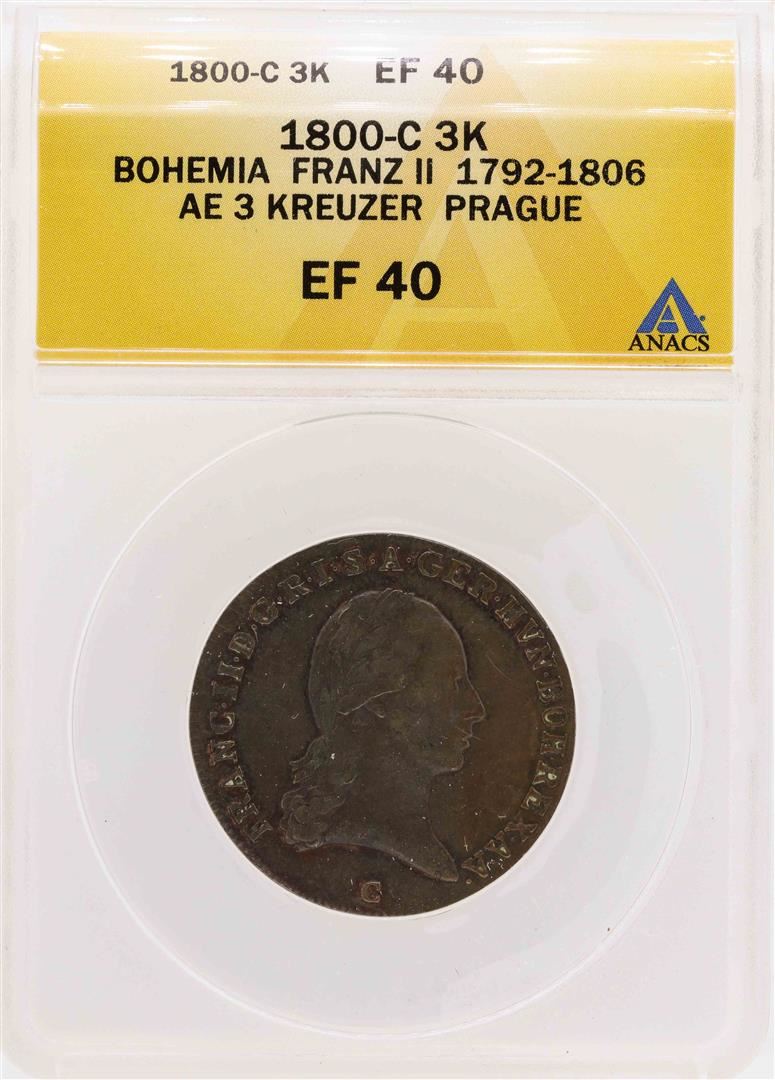 1800-C 3K EF 40
1800-C 3K
BOHEMIA FRANZ II 1792-1806
AE 3 KREUZER PRAGUE
EF 40
ANACS
FRANC·II·D·G·R·I·S·A·GER·HVN·BOH·REX·A·A·
C